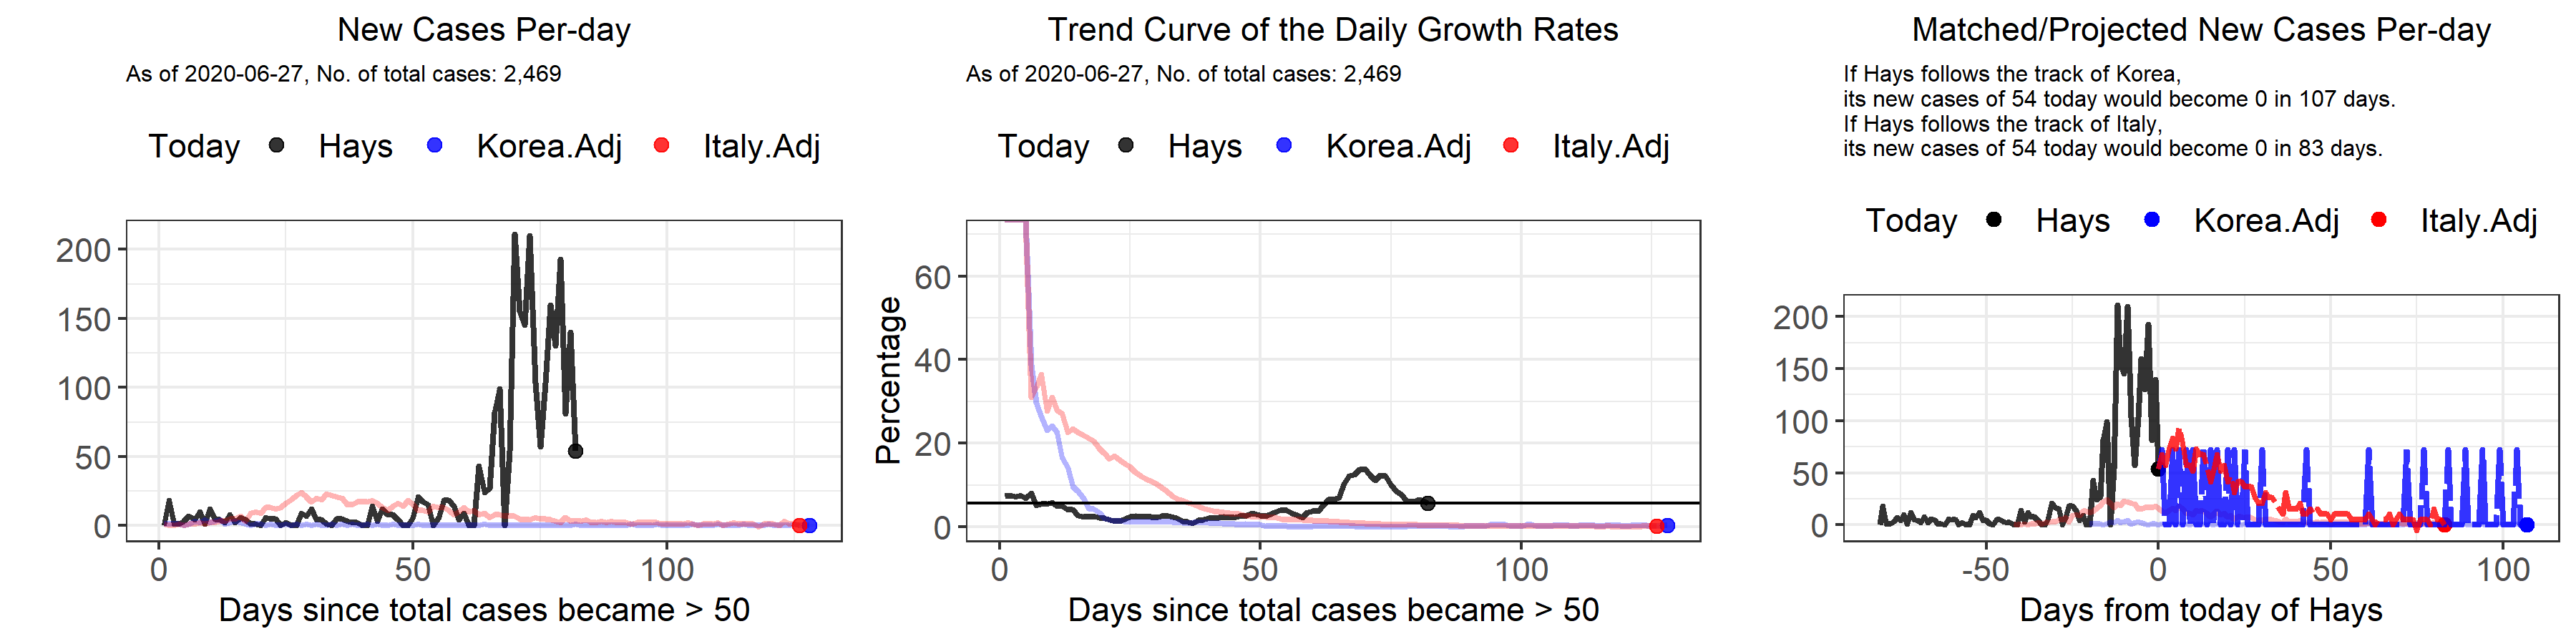 New Cases Per-day
As of 2020-06-27, No. of total cases: 2,469
Today Hays Korea.Adj Italy.Adj
200
150
100
50
0
0 50 100
Days since total cases became > 50
Trend Curve of the Daily Growth Rates
As of 2020-06-27, No. of total cases: 2,469
Today Hays Korea.Adj Italy.Adj
Percentage
60
40
20
0
0 50 100
Days since total cases became > 50
Matched/Projected New Cases Per-day
If Hays follows the track of Korea,
its new cases of 54 today would become 0 in 107 days.
If Hays follows the track of Italy,
its new cases of 54 today would become 0 in 83 days.
Today Hays Korea.Adj Italy.Adj
200
150
100
50
0
-50 0 50 100
Days from today of Hays